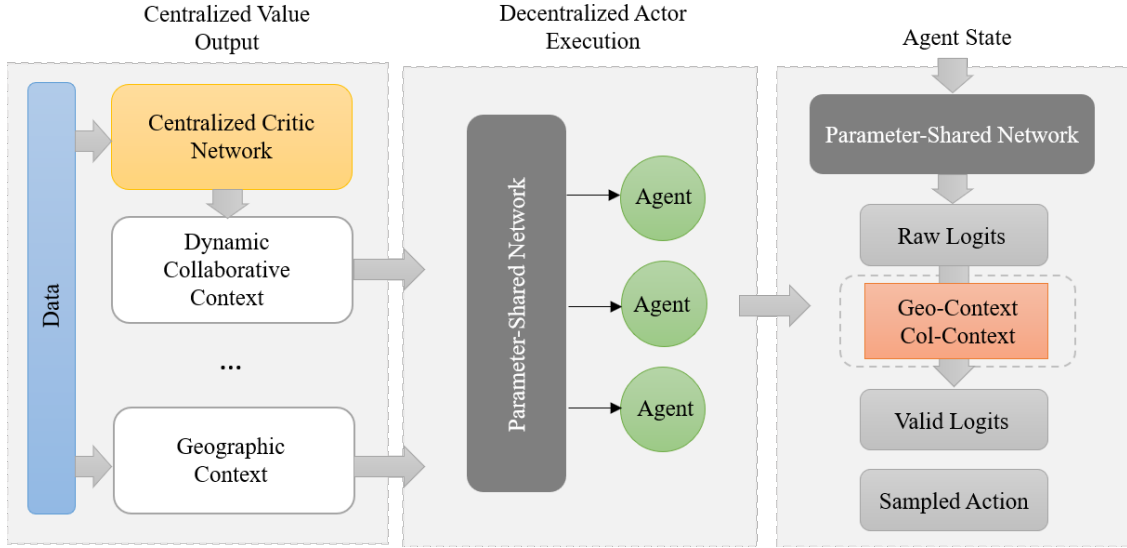 Centralized Value
Output
Data
Centralized Critic
Network
Dynamic
Collaborative
Context
...
Geographic
Context
Decentralized Actor
Execution
Parameter-Shared Network
Agent
Agent
Agent
Agent State
Parameter-Shared Network
Raw Logits
Geo-Context
Col-Context
Valid Logits
Sampled Action